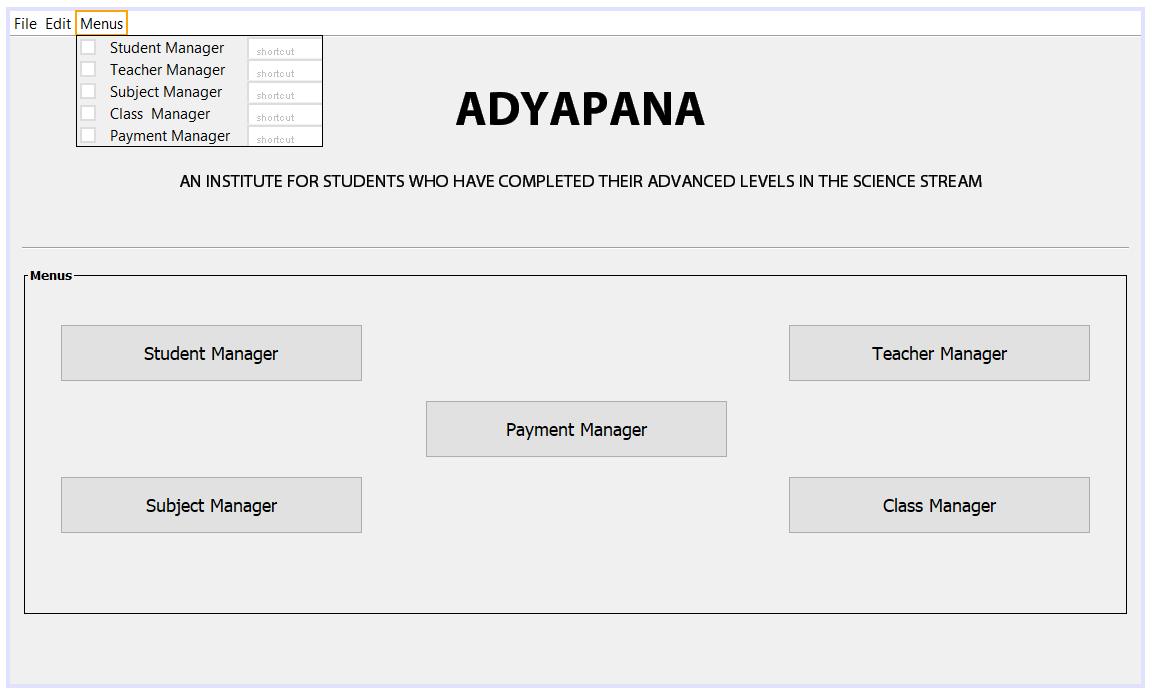 File Edit Menus
Student Manager shortcut
Teacher Manager shortcut
Subject Manager shortcut
Class  Manager shortcut
Payment Manager shortcut
ADYAPANA
AN INSTITUTE FOR STUDENTS WHO HAVE COMPLETED THEIR ADVANCED LEVELS IN THE SCIENCE STREAM
Menus
Student Manager
Teacher Manager
Payment Manager
Subject Manager
Class Manager